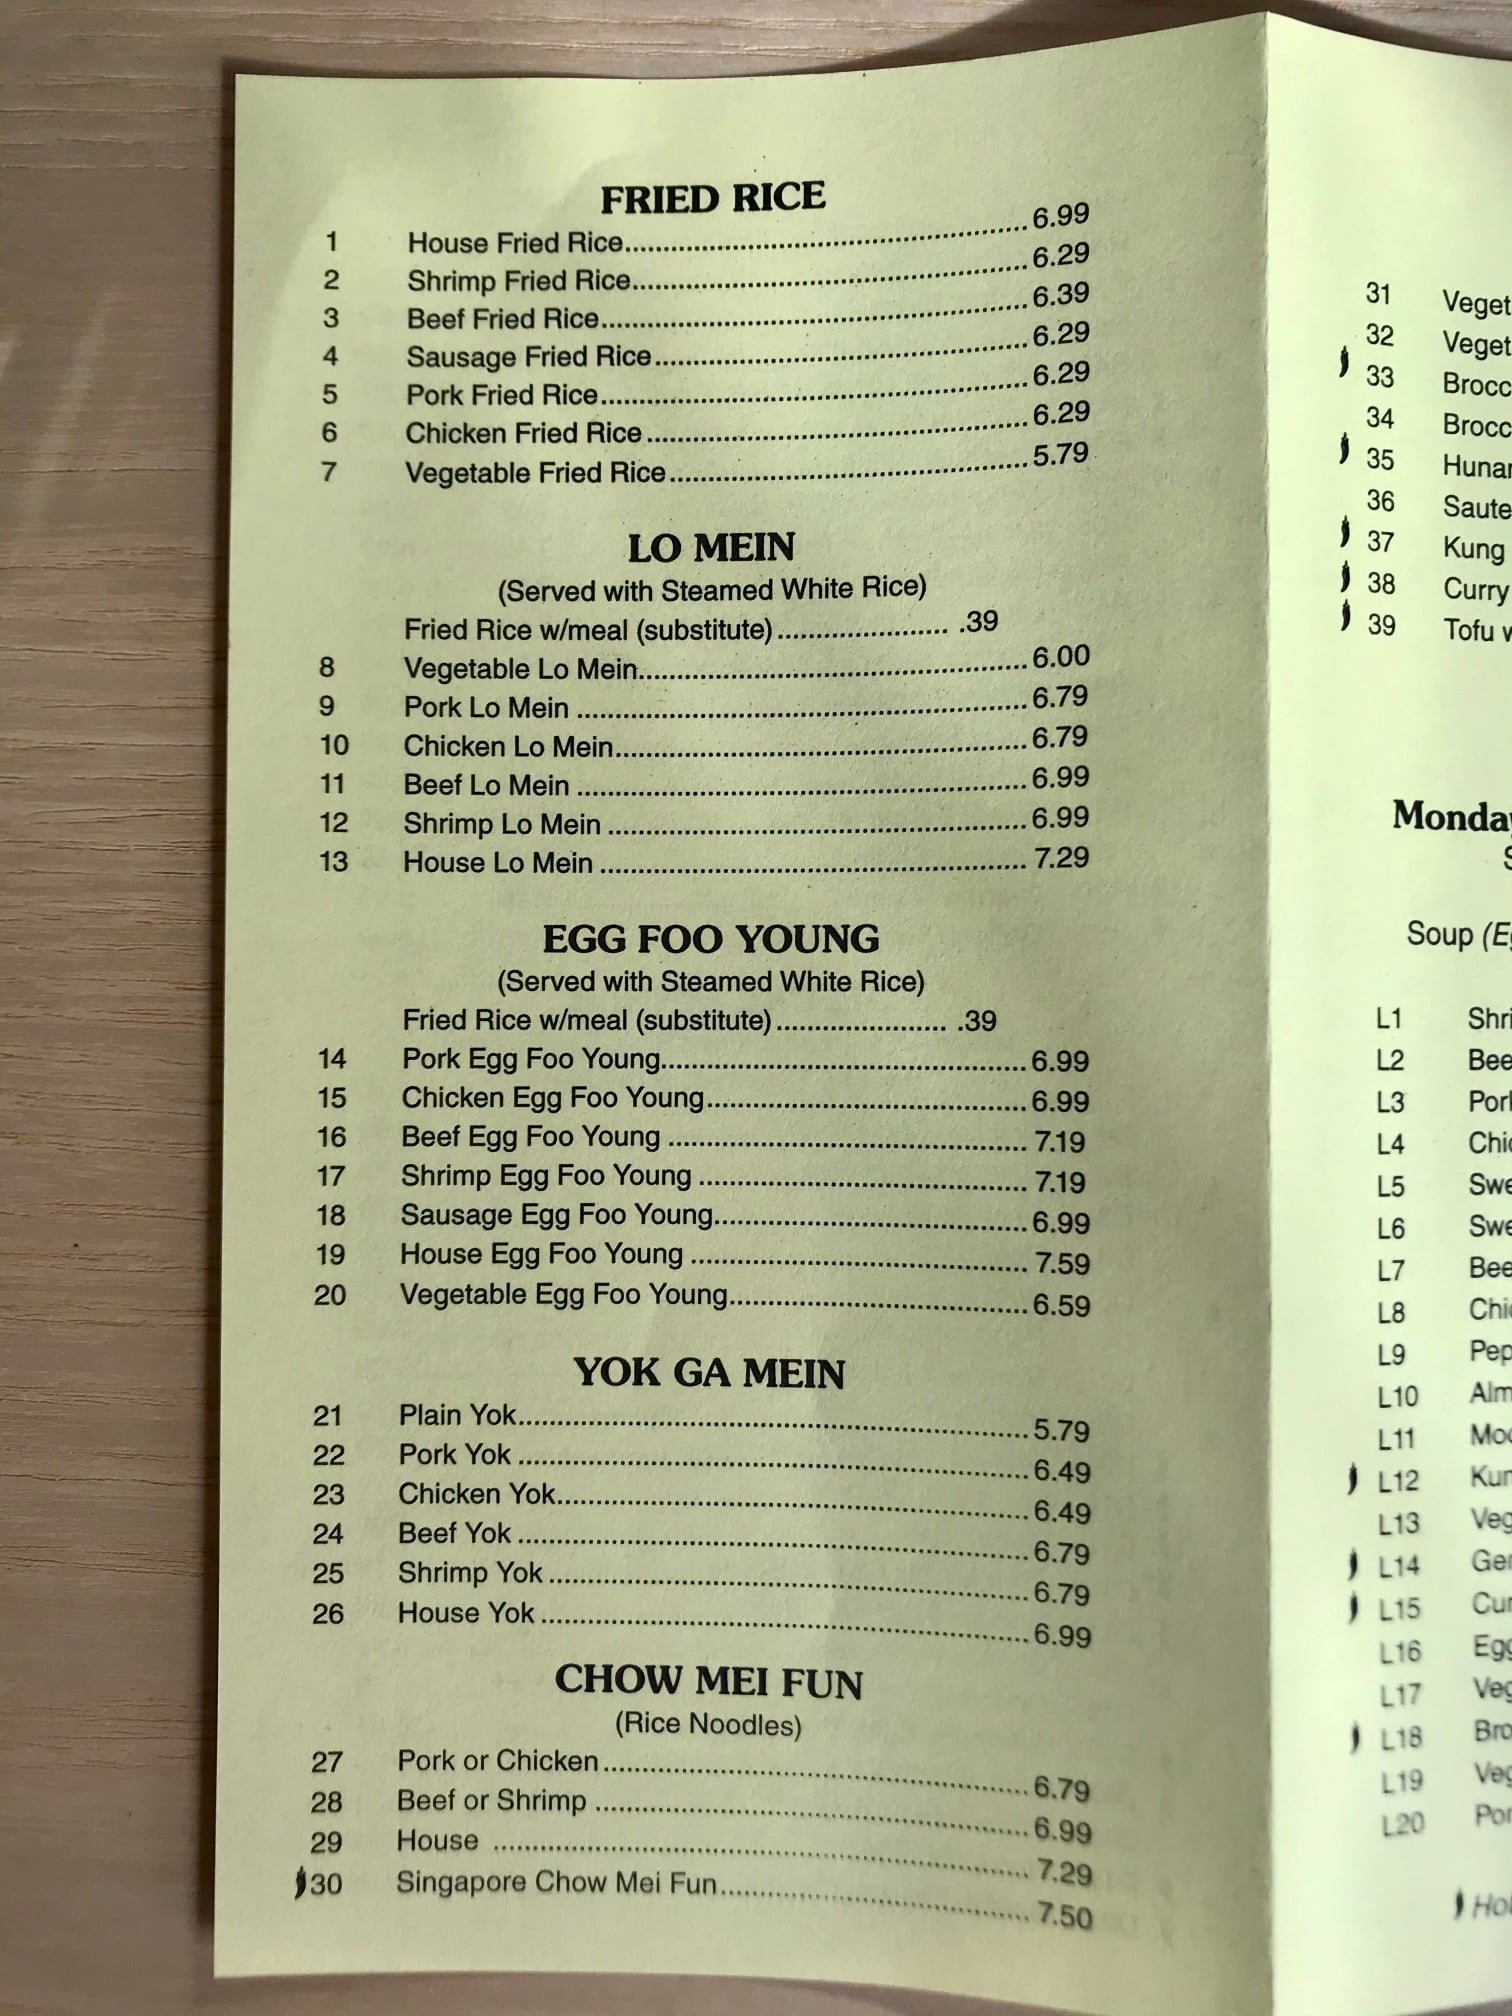 FRIED RICE
1 House Fried Rice 6.99
2 Shrimp Fried Rice 6.29
3 Beef Fried Rice 6.39
4 Sausage Fried Rice 6.29
5 Pork Fried Rice 6.29
6 Chicken Fried Rice 6.29
7 Vegetable Fried Rice 5.79
LO MEIN
(Served with Steamed White Rice)
Fried Rice w/meal (substitute) .39
8 Vegetable Lo Mein 6.00
9 Pork Lo Mein 6.79
10 Chicken Lo Mein 6.79
11 Beef Lo Mein 6.99
12 Shrimp Lo Mein 6.99
13 House Lo Mein 7.29
EGG FOO YOUNG
(Served with Steamed White Rice)
Fried Rice w/meal (substitute) .39
14 Pork Egg Foo Young 6.99
15 Chicken Egg Foo Young 6.99
16 Beef Egg Foo Young 7.19
17 Shrimp Egg Foo Young 7.19
18 Sausage Egg Foo Young 6.99
19 House Egg Foo Young 7.59
20 Vegetable Egg Foo Young 6.59
YOK GA MEIN
21 Plain Yok 5.79
22 Pork Yok 6.49
23 Chicken Yok 6.49
24 Beef Yok 6.79
25 Shrimp Yok 6.79
26 House Yok 6.99
CHOW MEI FUN
(Rice Noodles)
27 Pork or Chicken 6.79
28 Beef or Shrimp 6.99
29 House 7.29
30 Singapore Chow Mei Fun 7.50
31
32
33
34
35
36
37 Kung
38 Curry
39 Tofu
Soup
L1
L2
L3
L4
L5
L6
L7
L8
L9
L10
L11
L12
L13
L14
L15
L16
L17
L18
L19
L20